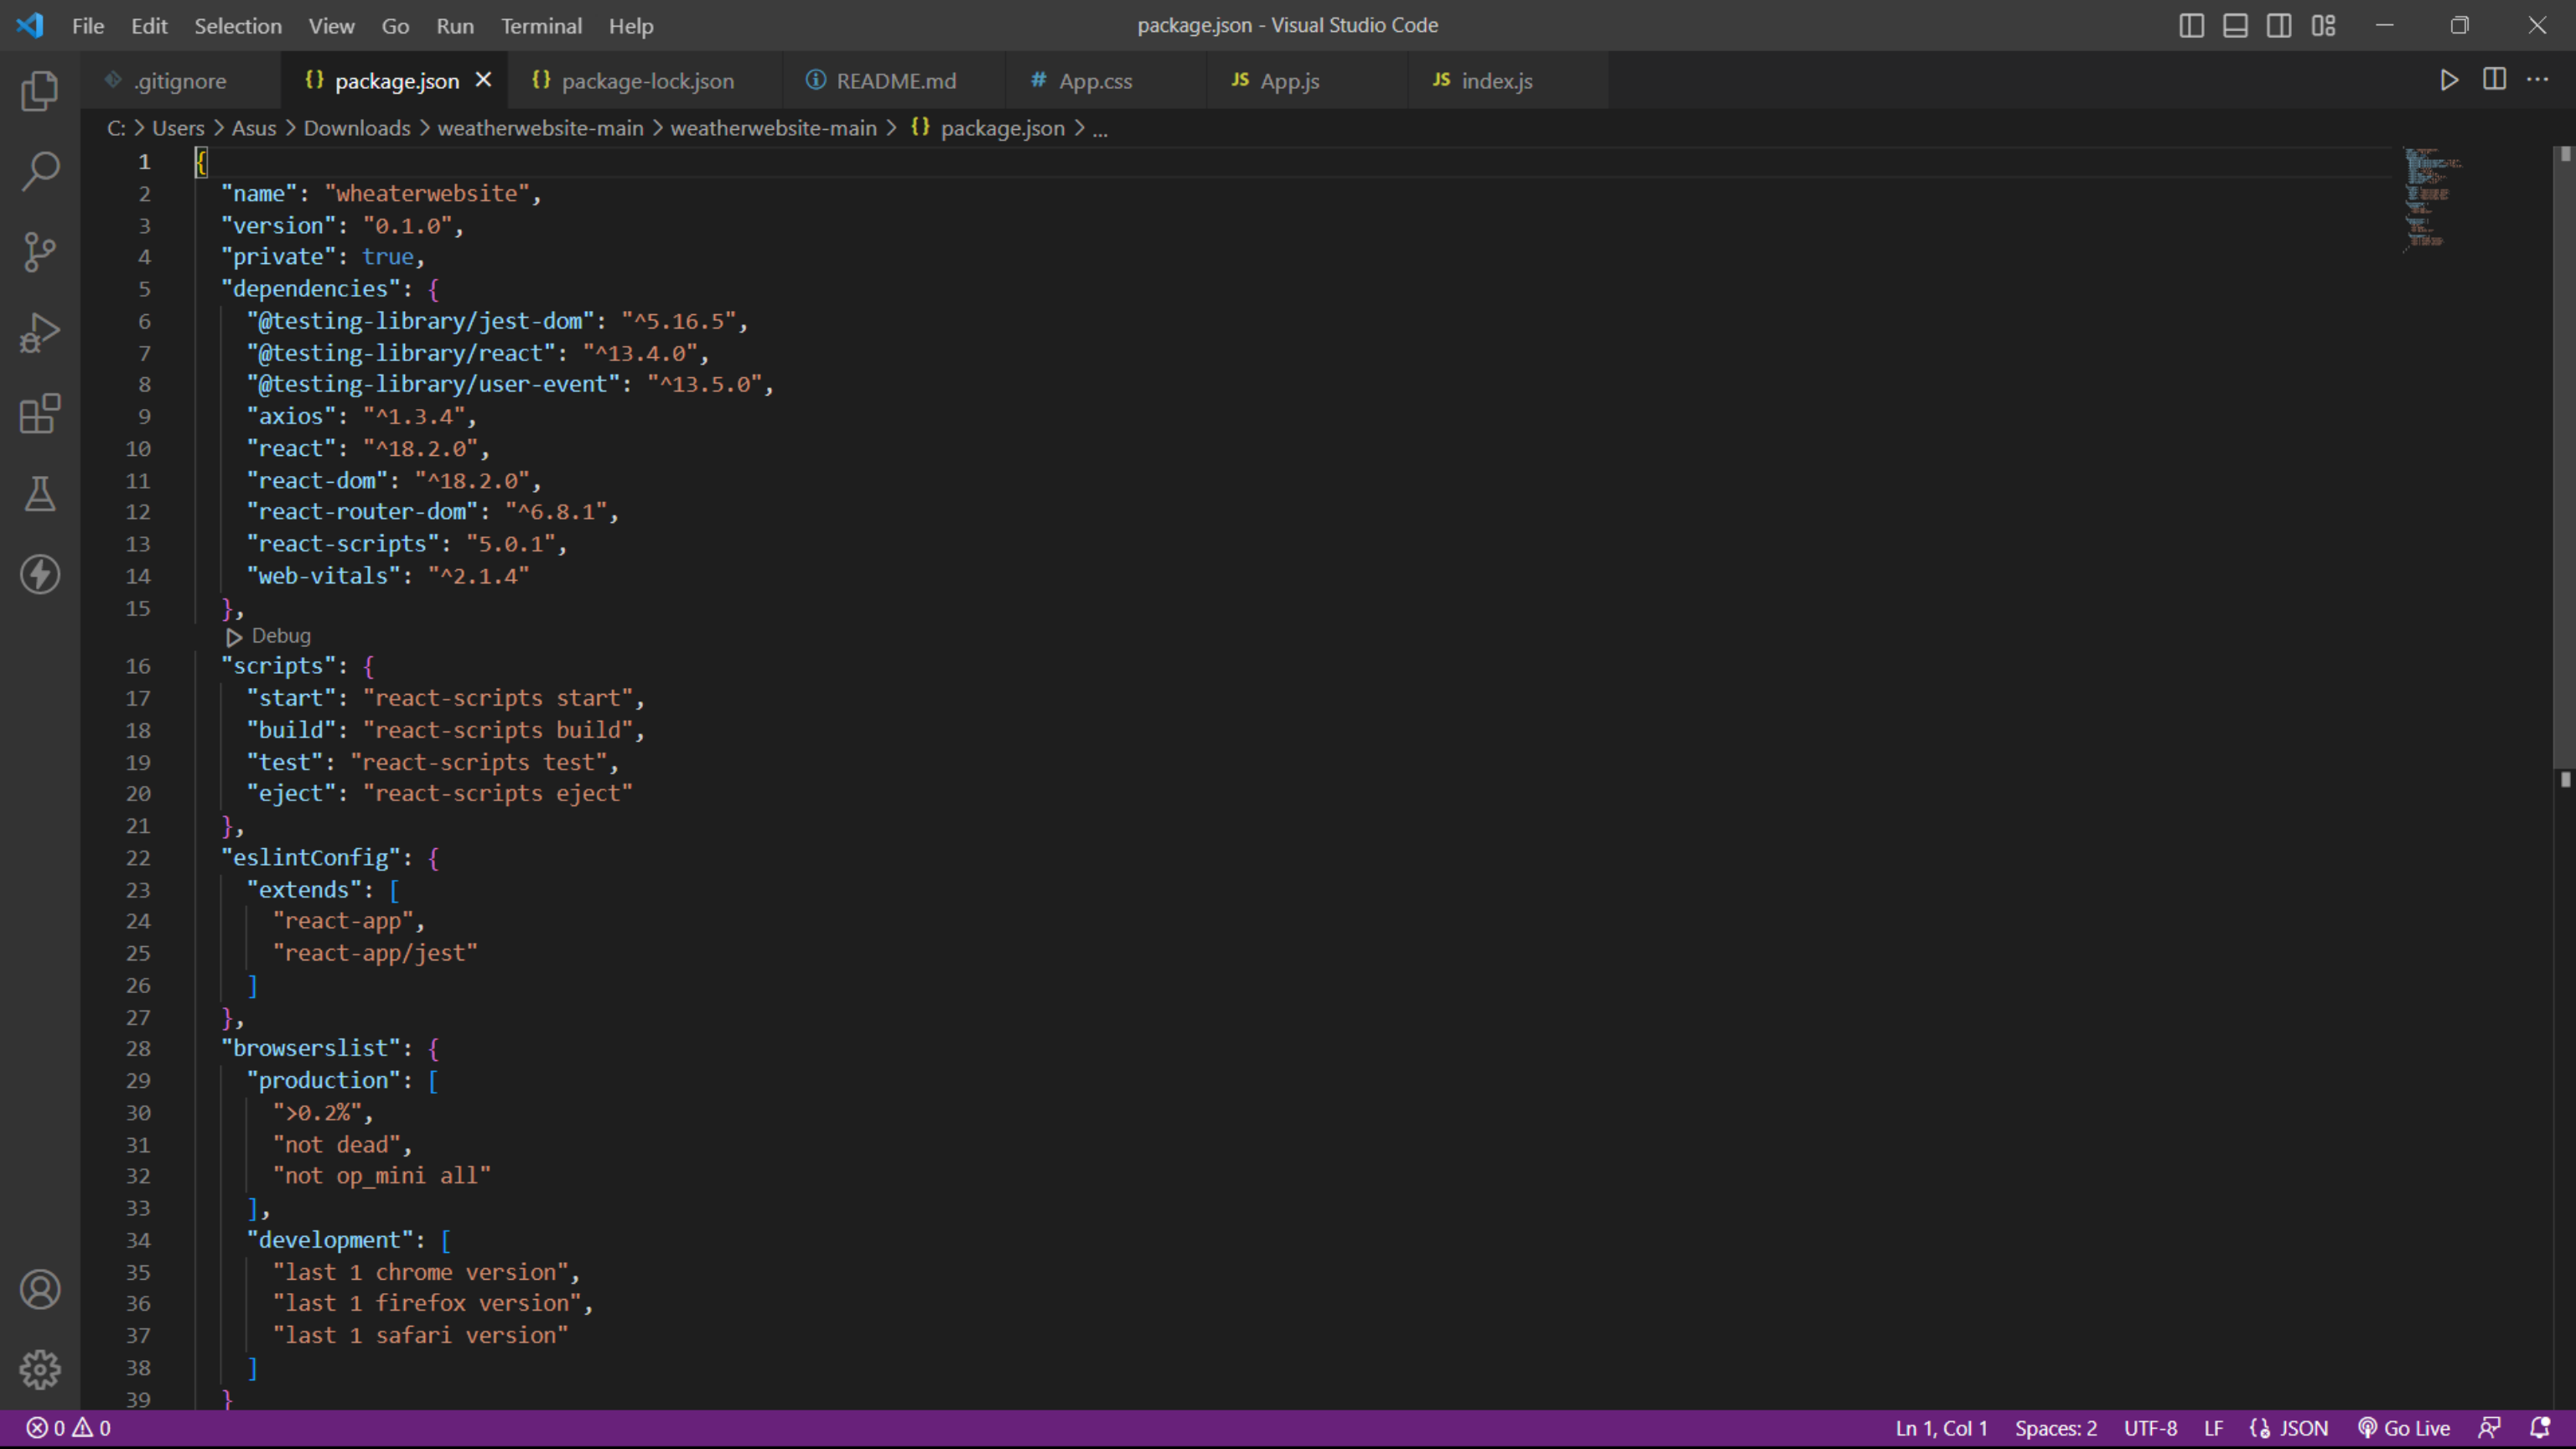 File Edit Selection View Go Run Terminal Help package.json - Visual Studio Code
.gitignore {} package.json {} package-lock.json README.md # App.css JS App.js JS index.js
C: > Users > Asus > Downloads > weatherwebsite-main > weatherwebsite-main > {} package.json > ...
1 {
2 "name": "wheaterwebsite",
3 "version": "0.1.0",
4 "private": true,
5 "dependencies": {
6 "@testing-library/jest-dom": "^5.16.5",
7 "@testing-library/react": "^13.4.0",
8 "@testing-library/user-event": "^13.5.0",
9 "axios": "^1.3.4",
10 "react": "^18.2.0",
11 "react-dom": "^18.2.0",
12 "react-router-dom": "^6.8.1",
13 "react-scripts": "5.0.1",
14 "web-vitals": "^2.1.4"
15 },
Debug
16 "scripts": {
17 "start": "react-scripts start",
18 "build": "react-scripts build",
19 "test": "react-scripts test",
20 "eject": "react-scripts eject"
21 },
22 "eslintConfig": {
23 "extends": [
24 "react-app",
25 "react-app/jest"
26 ]
27 },
28 "browserslist": {
29 "production": [
30 ">0.2%",
31 "not dead",
32 "not op_mini all"
33 ],
34 "development": [
35 "last 1 chrome version",
36 "last 1 firefox version",
37 "last 1 safari version"
38 ]
39 }
0 0 Ln 1, Col 1 Spaces: 2 UTF-8 LF {} JSON Go Live